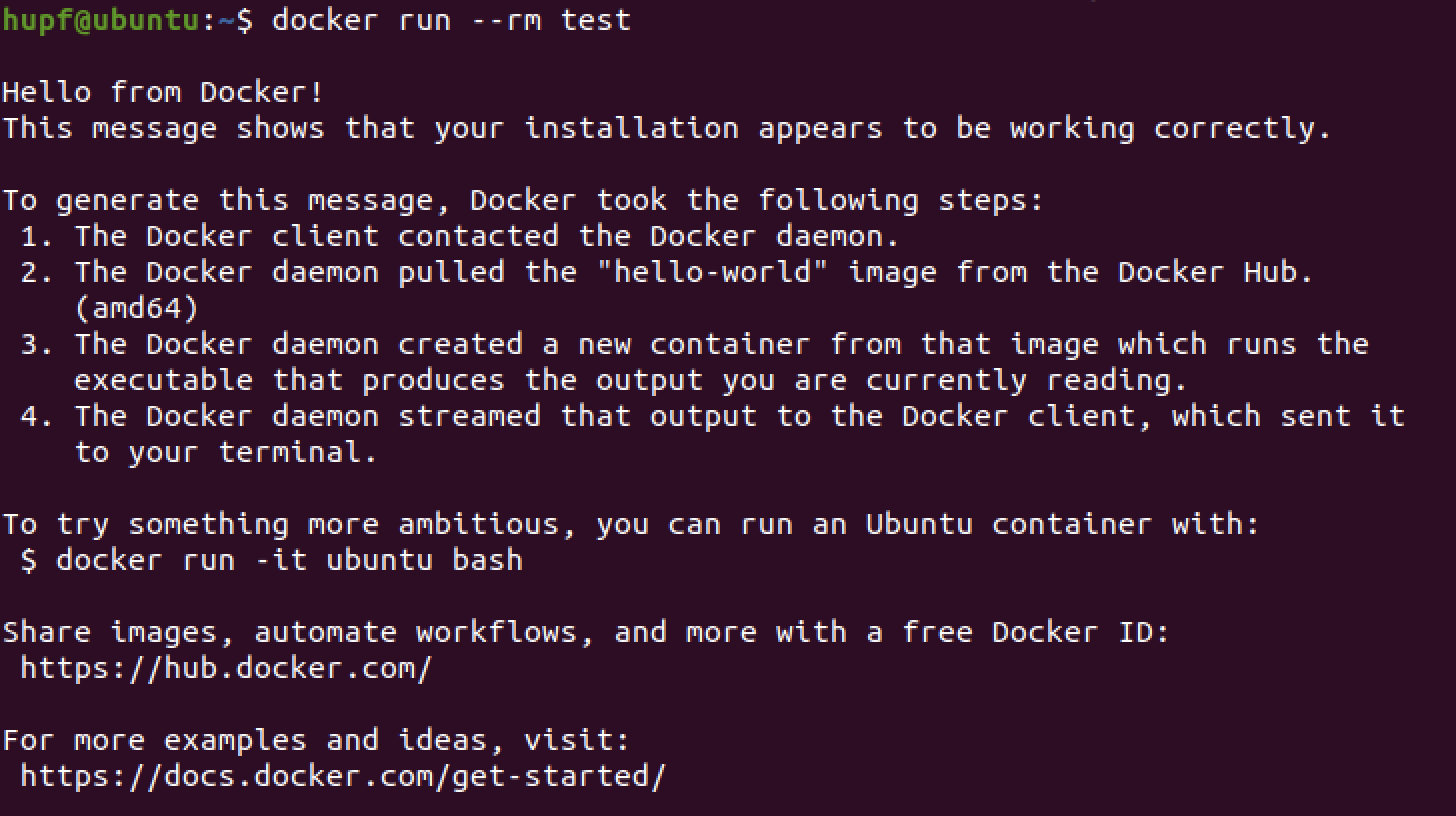 hupf@ubuntu:~$ docker run --rm test
Hello from Docker!
This message shows that your installation appears to be working correctly.
To generate this message, Docker took the following steps:
 1. The Docker client contacted the Docker daemon.
 2. The Docker daemon pulled the "hello-world" image from the Docker Hub.
    (amd64)
 3. The Docker daemon created a new container from that image which runs the
    executable that produces the output you are currently reading.
 4. The Docker daemon streamed that output to the Docker client, which sent it
    to your terminal.
To try something more ambitious, you can run an Ubuntu container with:
 $ docker run -it ubuntu bash
Share images, automate workflows, and more with a free Docker ID:
 https://hub.docker.com/
For more examples and ideas, visit:
 https://docs.docker.com/get-started/